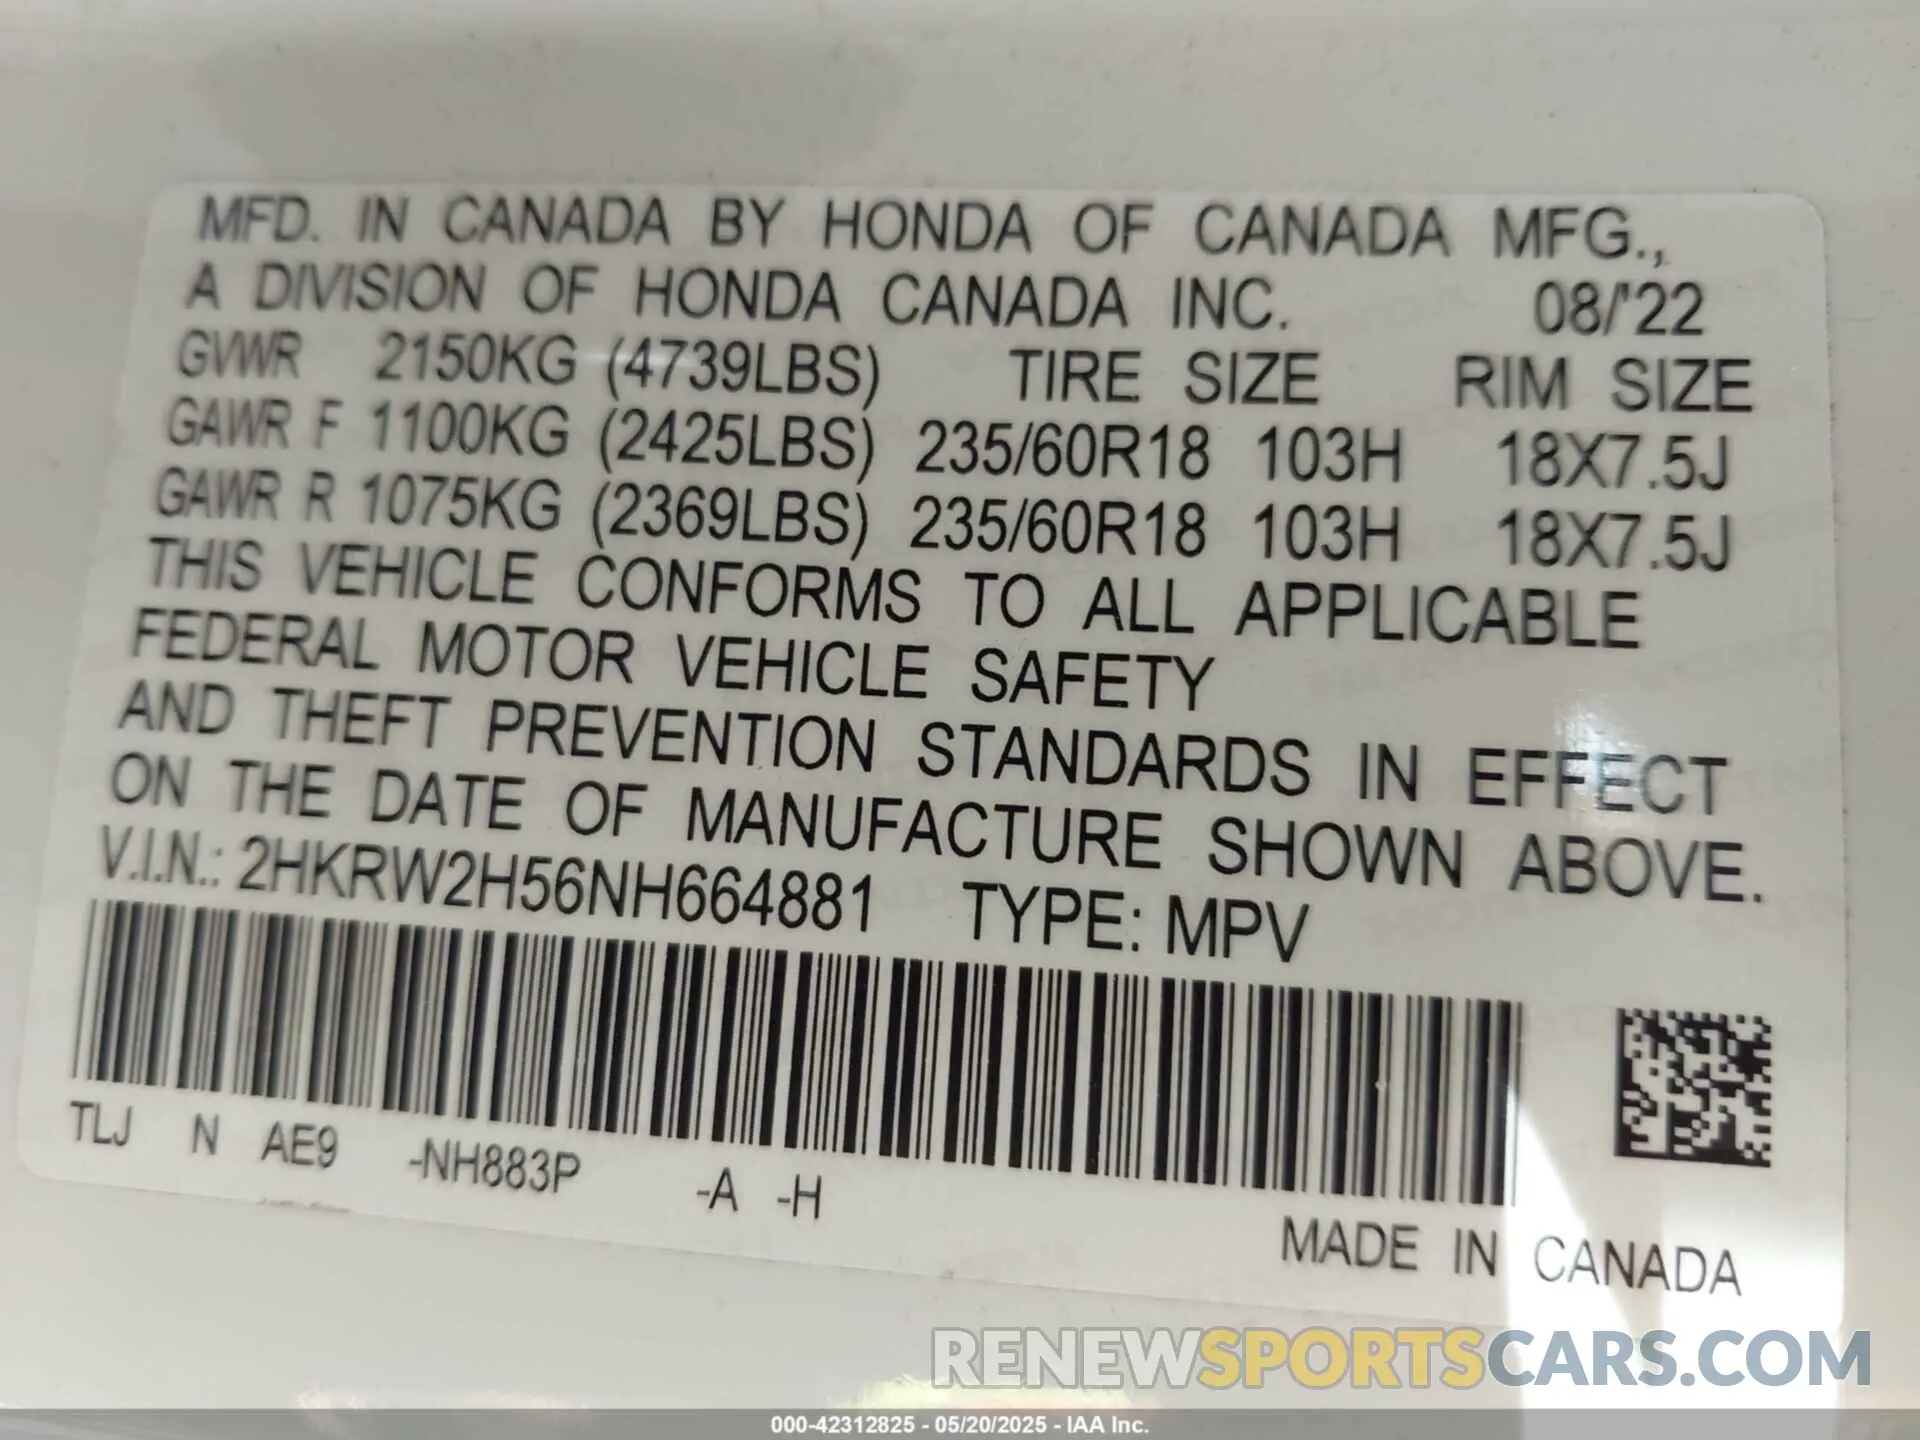 MFD. IN CANADA BY HONDA OF CANADA MFG.,
A DIVISION OF HONDA CANADA INC. 08/'22
GVWR 2150KG (4739LBS) TIRE SIZE RIM SIZE
GAWR F 1100KG (2425LBS) 235/60R18 103H 18X7.5J
GAWR R 1075KG (2369LBS) 235/60R18 103H 18X7.5J
THIS VEHICLE CONFORMS TO ALL APPLICABLE
FEDERAL MOTOR VEHICLE SAFETY
AND THEFT PREVENTION STANDARDS IN EFFECT
ON THE DATE OF MANUFACTURE SHOWN ABOVE.
V.I.N.: 2HKRW2H56NH664881 TYPE: MPV
TLJ N AE9 -NH883P -A -H
MADE IN CANADA
RENEWSPORTSCARS.COM
000-42312825 - 05/20/2025 - IAA Inc.